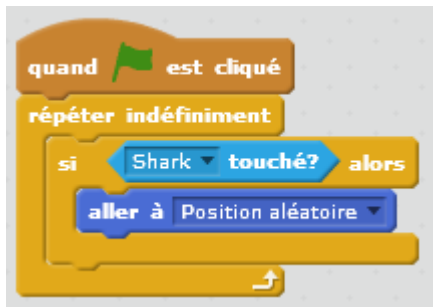 quand est cliqué
répéter indéfiniment
si Shark touché? alors
aller à Position aléatoire